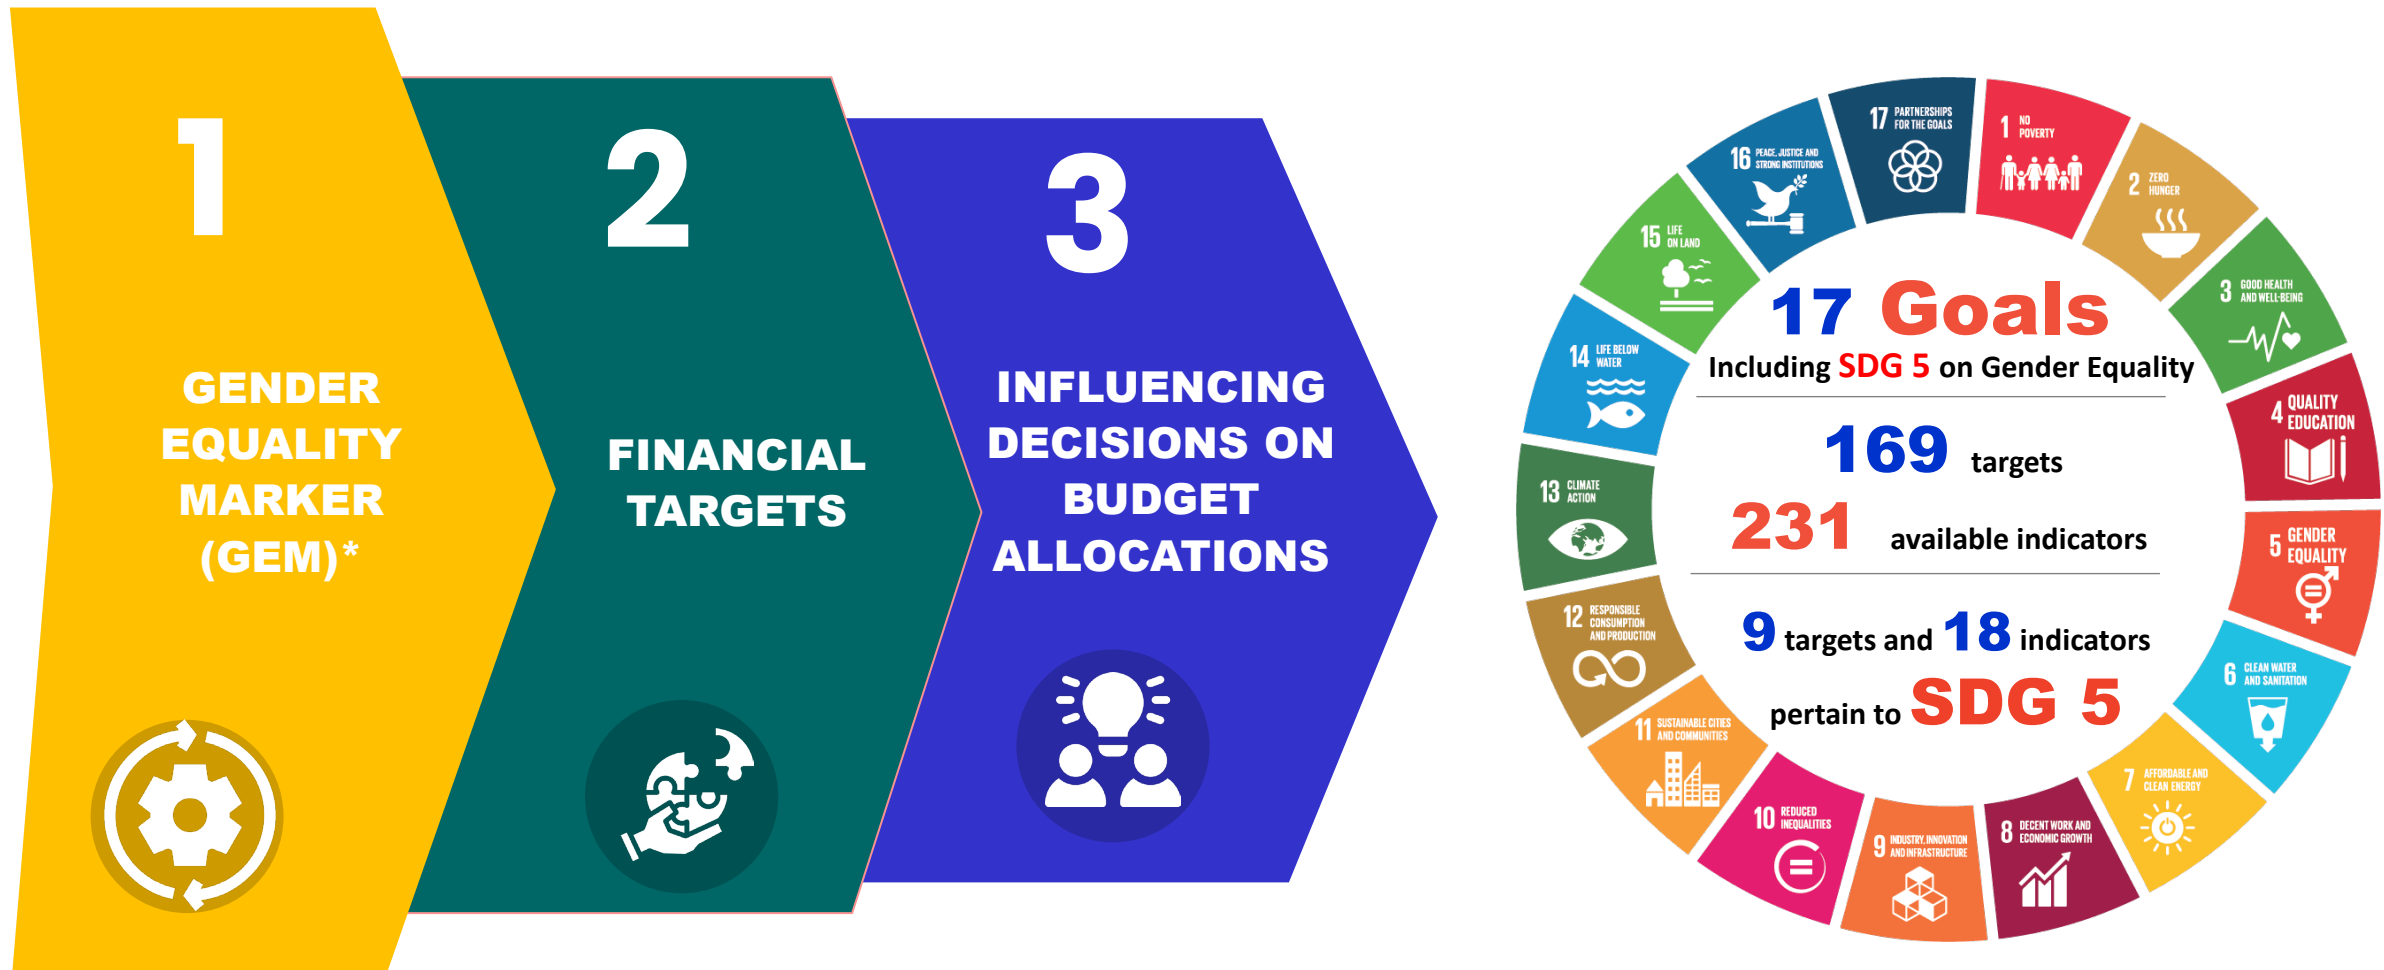 1
GENDER
EQUALITY
MARKER
(GEM)*
2
FINANCIAL
TARGETS
3
INFLUENCING
DECISIONS ON
BUDGET
ALLOCATIONS
17 Goals
Including SDG 5 on Gender Equality
169 targets
231 available indicators
9 targets and 18 indicators
pertain to SDG 5
1 NO
POVERTY
2 ZERO
HUNGER
3 GOOD HEALTH
AND WELL-BEING
4 QUALITY
EDUCATION
5 GENDER
EQUALITY
6 CLEAN WATER
AND SANITATION
7 AFFORDABLE AND
CLEAN ENERGY
8 DECENT WORK AND
ECONOMIC GROWTH
9 INDUSTRY, INNOVATION
AND INFRASTRUCTURE
10 REDUCED
INEQUALITIES
11 SUSTAINABLE CITIES
AND COMMUNITIES
12 RESPONSIBLE
CONSUMPTION
AND PRODUCTION
13 CLIMATE
ACTION
14 LIFE BELOW
WATER
15 LIFE
ON LAND
16 PEACE, JUSTICE AND
STRONG INSTITUTIONS
17 PARTNERSHIPS
FOR THE GOALS